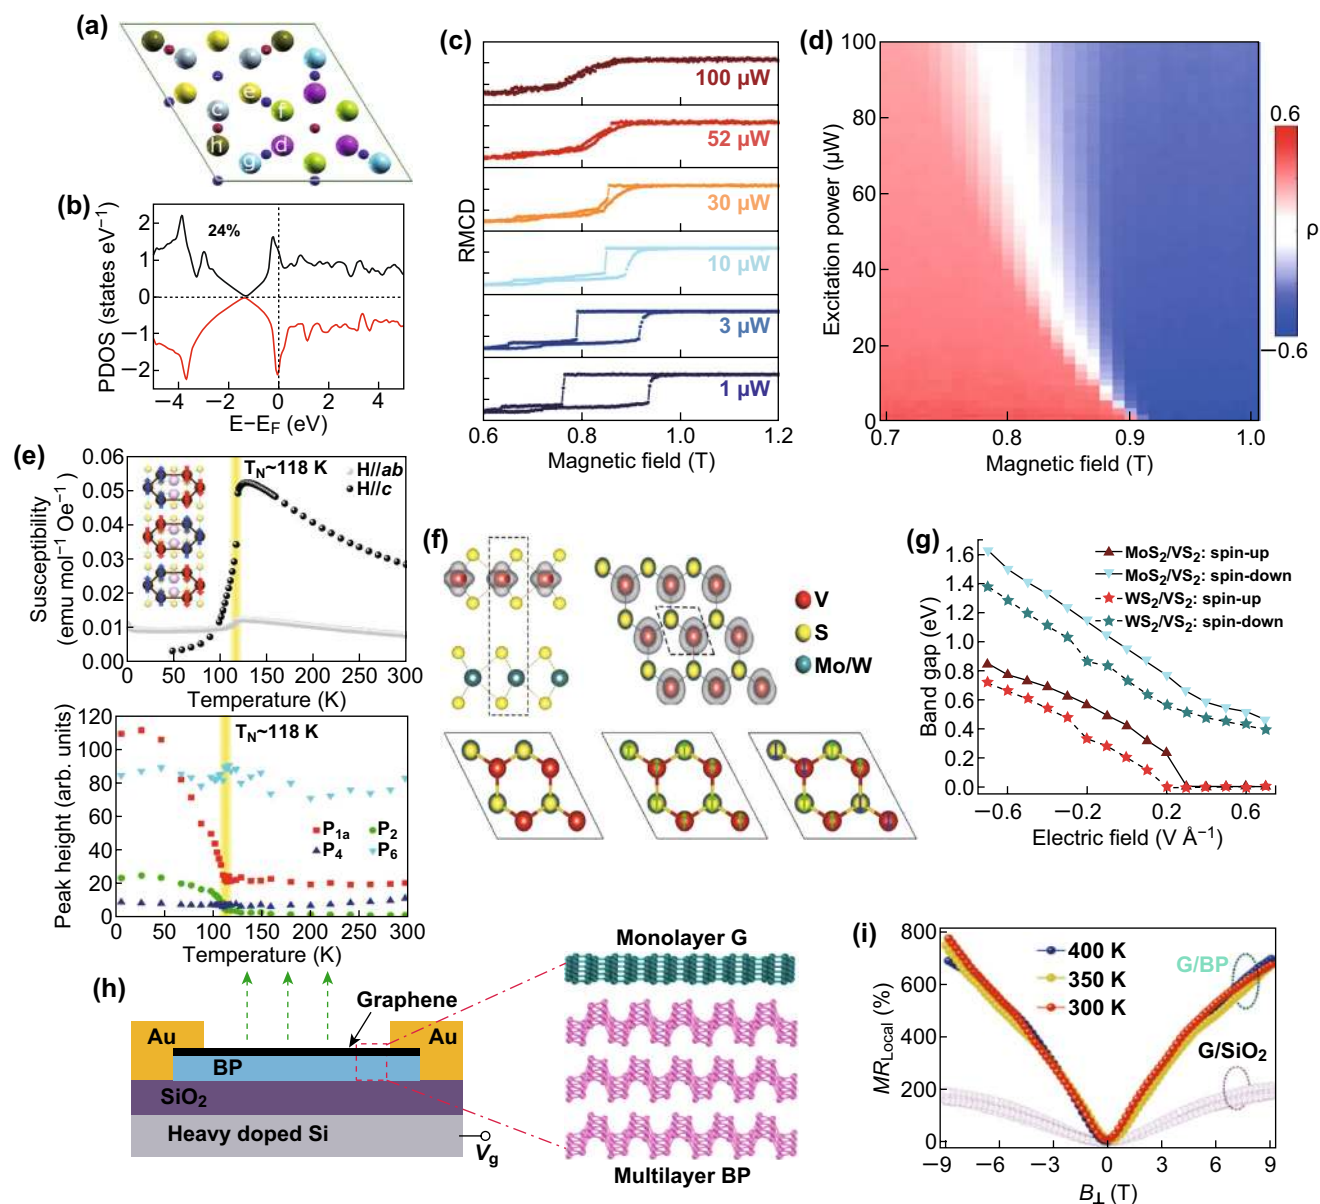 (a)
c
e
f
h
g
d
(b)
24%
PDOS (states eV⁻¹)
2
1
0
−1
−2
−4
−2
0
2
4
E−E_F (eV)
(c)
RMCD
100 µW
52 µW
30 µW
10 µW
3 µW
1 µW
0.6
0.8
1.0
1.2
Magnetic field (T)
(d)
Excitation power (µW)
100
80
60
40
20
0
0.7
0.8
0.9
1.0
Magnetic field (T)
0.6
ρ
−0.6
(e)
Susceptibility
(emu mol⁻¹ Oe⁻¹)
0.06
0.05
0.04
0.03
0.02
0.01
0.00
T_N~118 K
H//ab
H//c
0 50 100 150 200 250 300
Temperature (K)
Peak height (arb. units)
120
100
80
60
40
20
0
T_N~118 K
P₁ₐ
P₂
P₄
P₆
0 50 100 150 200 250 300
Temperature (K)
(f)
V
S
Mo/W
(g)
Band gap (eV)
1.6
1.4
1.2
1.0
0.8
0.6
0.4
0.2
0.0
MoS₂/VS₂: spin-up
MoS₂/VS₂: spin-down
WS₂/VS₂: spin-up
WS₂/VS₂: spin-down
−0.6
−0.2
0.2
0.6
Electric field (V Å⁻¹)
(h)
Graphene
Au
Au
BP
SiO₂
Heavy doped Si
V_g
Monolayer G
Multilayer BP
(i)
MR_Local (%)
800
600
400
200
0
400 K
350 K
300 K
G/BP
G/SiO₂
−9
−6
−3
0
3
6
9
B⊥ (T)